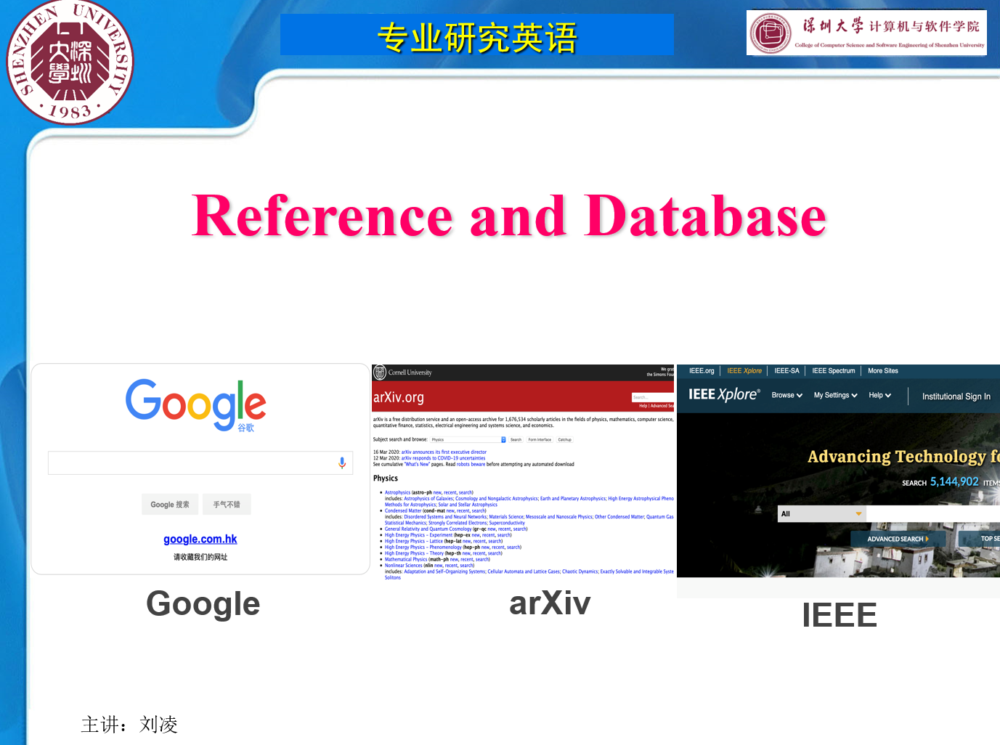 SHENZHEN UNIVERSITY
深圳大學
· 1983 ·
专业研究英语
深圳大学 计算机与软件学院
College of Computer Science and Software Engineering of Shenzhen University
Reference and Database
Google
谷歌
Google 搜索
手气不错
google.com.hk
请收藏我们的网址
Google
Cornell University
We grat
the Simons Four
arXiv.org
Search...
Help | Advanced Sea
arXiv is a free distribution service and an open-access archive for 1,676,534 scholarly articles in the fields of physics, mathematics, computer science,
quantitative finance, statistics, electrical engineering and systems science, and economics.
Subject search and browse: Physics Search Form Interface Catchup
16 Mar 2020: arXiv announces its first executive director
12 Mar 2020: arXiv responds to COVID-19 uncertainties
See cumulative "What's New" pages. Read robots beware before attempting any automated download
Physics
• Astrophysics (astro-ph new, recent, search)
includes: Astrophysics of Galaxies; Cosmology and Nongalactic Astrophysics; Earth and Planetary Astrophysics; High Energy Astrophysical Pheno
Methods for Astrophysics; Solar and Stellar Astrophysics
• Condensed Matter (cond-mat new, recent, search)
includes: Disordered Systems and Neural Networks; Materials Science; Mesoscale and Nanoscale Physics; Other Condensed Matter; Quantum Gas
Statistical Mechanics; Strongly Correlated Electrons; Superconductivity
• General Relativity and Quantum Cosmology (gr-qc new, recent, search)
• High Energy Physics - Experiment (hep-ex new, recent, search)
• High Energy Physics - Lattice (hep-lat new, recent, search)
• High Energy Physics - Phenomenology (hep-ph new, recent, search)
• High Energy Physics - Theory (hep-th new, recent, search)
• Mathematical Physics (math-ph new, recent, search)
• Nonlinear Sciences (nlin new, recent, search)
includes: Adaptation and Self-Organizing Systems; Cellular Automata and Lattice Gases; Chaotic Dynamics; Exactly Solvable and Integrable Syste
Solitons
arXiv
IEEE.org | IEEE Xplore | IEEE-SA | IEEE Spectrum | More Sites
IEEE Xplore® Browse My Settings Help Institutional Sign In
Advancing Technology fo
SEARCH 5,144,902 ITEMS
All
ADVANCED SEARCH
TOP SE
IEEE
主讲：刘凌